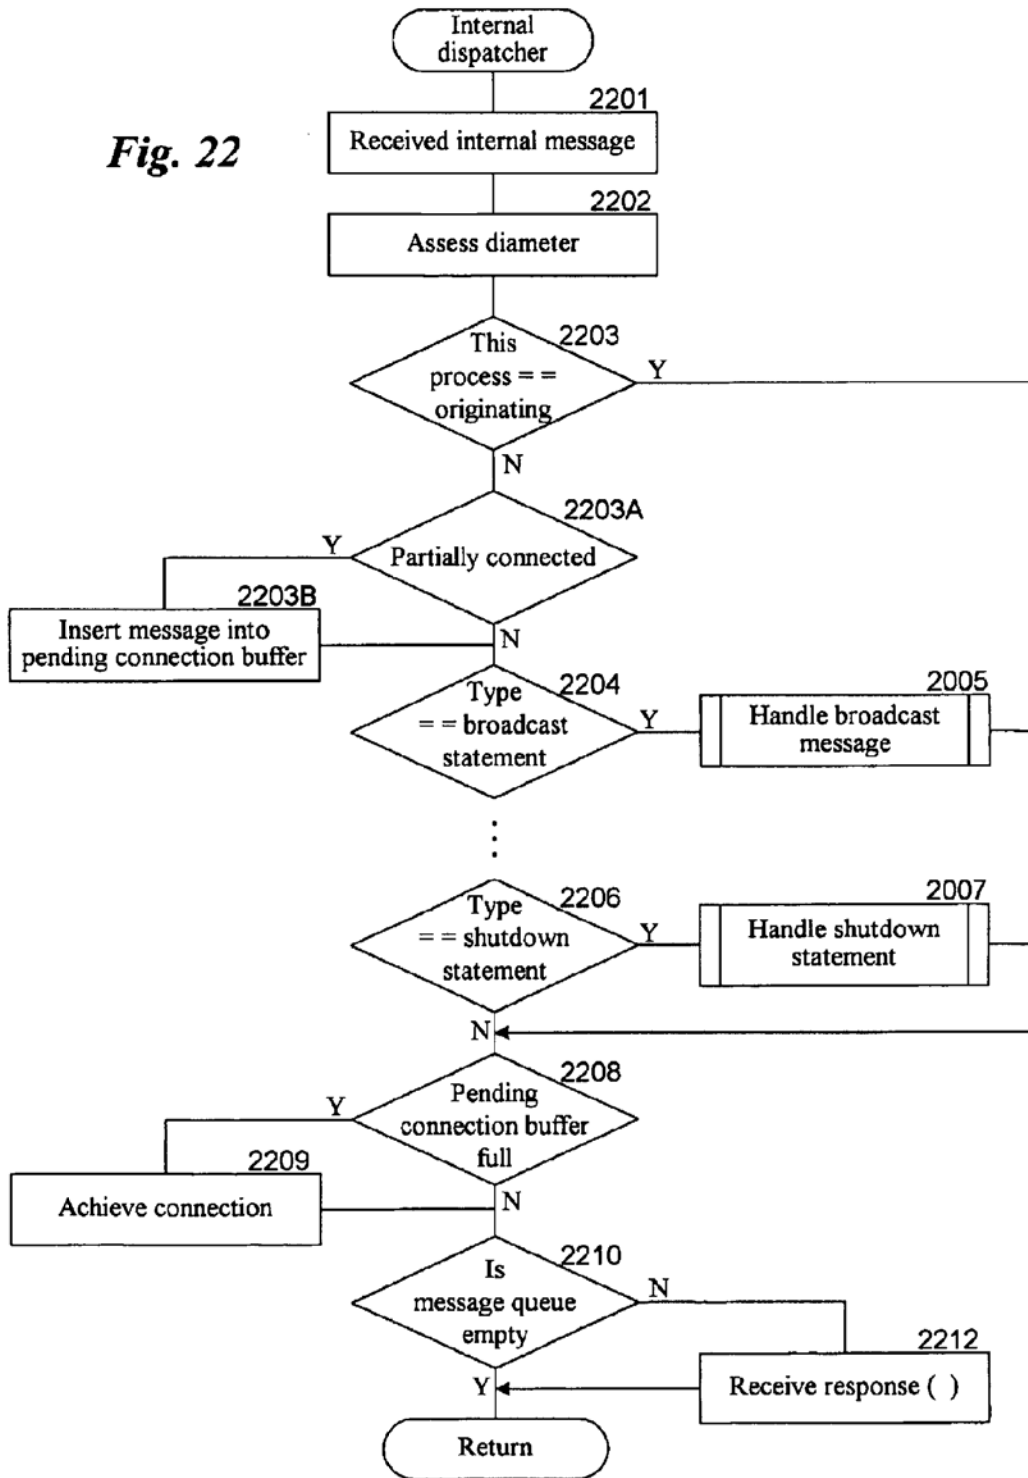 Internal
dispatcher
2201
Received internal message
Fig. 22
2202
Assess diameter
2203
This
process = =
originating
Y
N
2203A
Partially connected
Y
2203B
Insert message into
pending connection buffer
N
2204
Type
= = broadcast
statement
Y
2005
Handle broadcast
message
2206
Type
= = shutdown
statement
Y
2007
Handle shutdown
statement
N
2208
Pending
connection buffer
full
Y
2209
Achieve connection
N
2210
Is
message queue
empty
N
2212
Receive response ( )
Y
Return